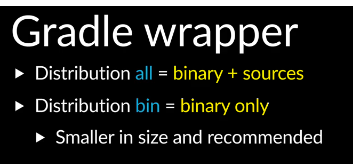 Gradle wrapper
Distribution all = binary + sources
Distribution bin = binary only
Smaller in size and recommended